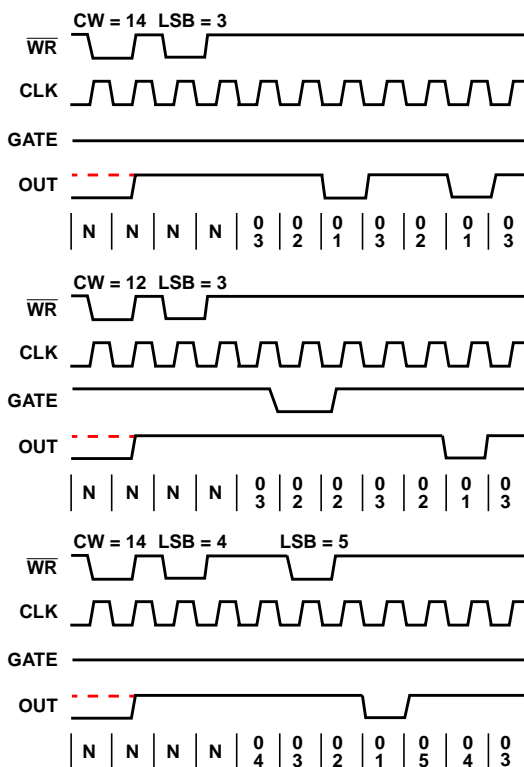 CW = 14 LSB = 3
WR
CLK
GATE
OUT
N N N N 0 0 0 0 0 0 0
3 2 1 3 2 1 3
CW = 12 LSB = 3
WR
CLK
GATE
OUT
N N N N 0 0 0 0 0 0 0
3 2 2 3 2 1 3
CW = 14 LSB = 4 LSB = 5
WR
CLK
GATE
OUT
N N N N 0 0 0 0 0 0 0
4 3 2 1 5 4 3